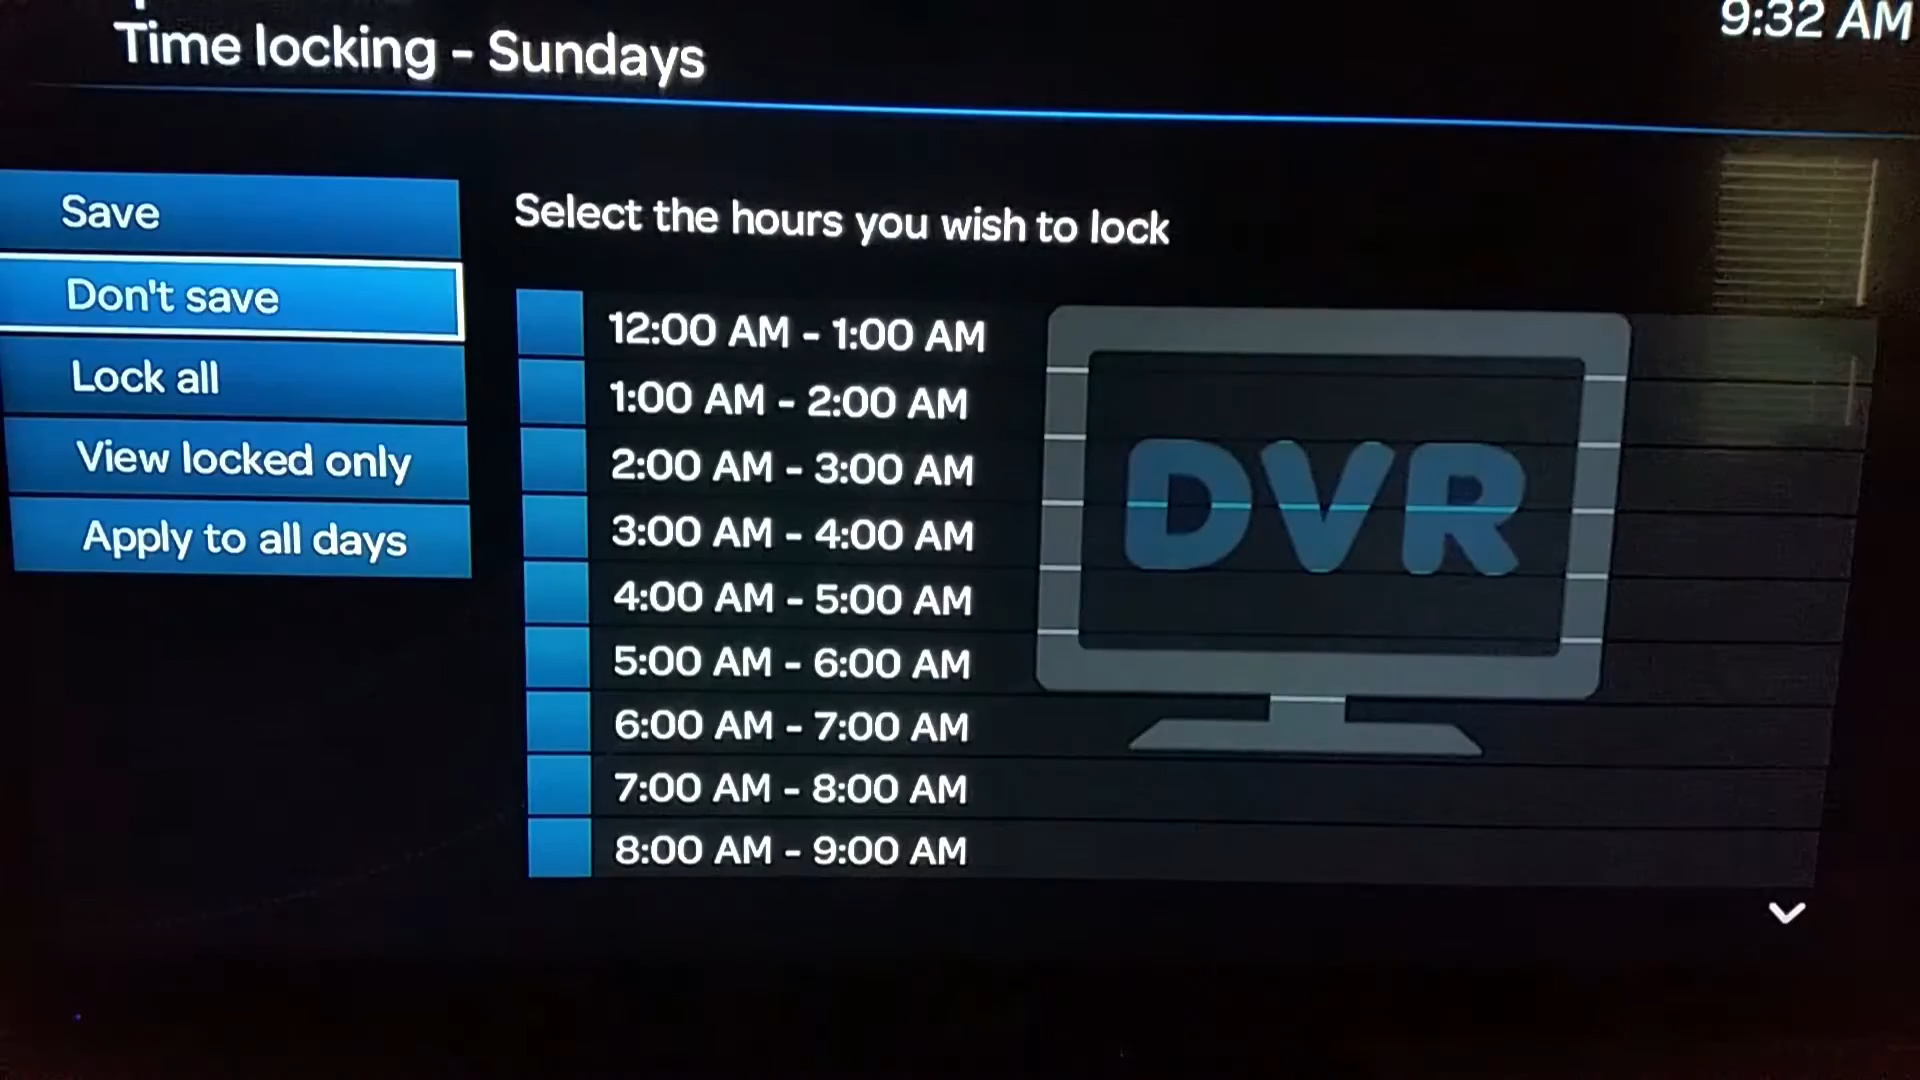 Time locking - Sundays
9:32 AM
Save
Don't save
Lock all
View locked only
Apply to all days
Select the hours you wish to lock
12:00 AM - 1:00 AM
1:00 AM - 2:00 AM
2:00 AM - 3:00 AM
3:00 AM - 4:00 AM
4:00 AM - 5:00 AM
5:00 AM - 6:00 AM
6:00 AM - 7:00 AM
7:00 AM - 8:00 AM
8:00 AM - 9:00 AM
DVR